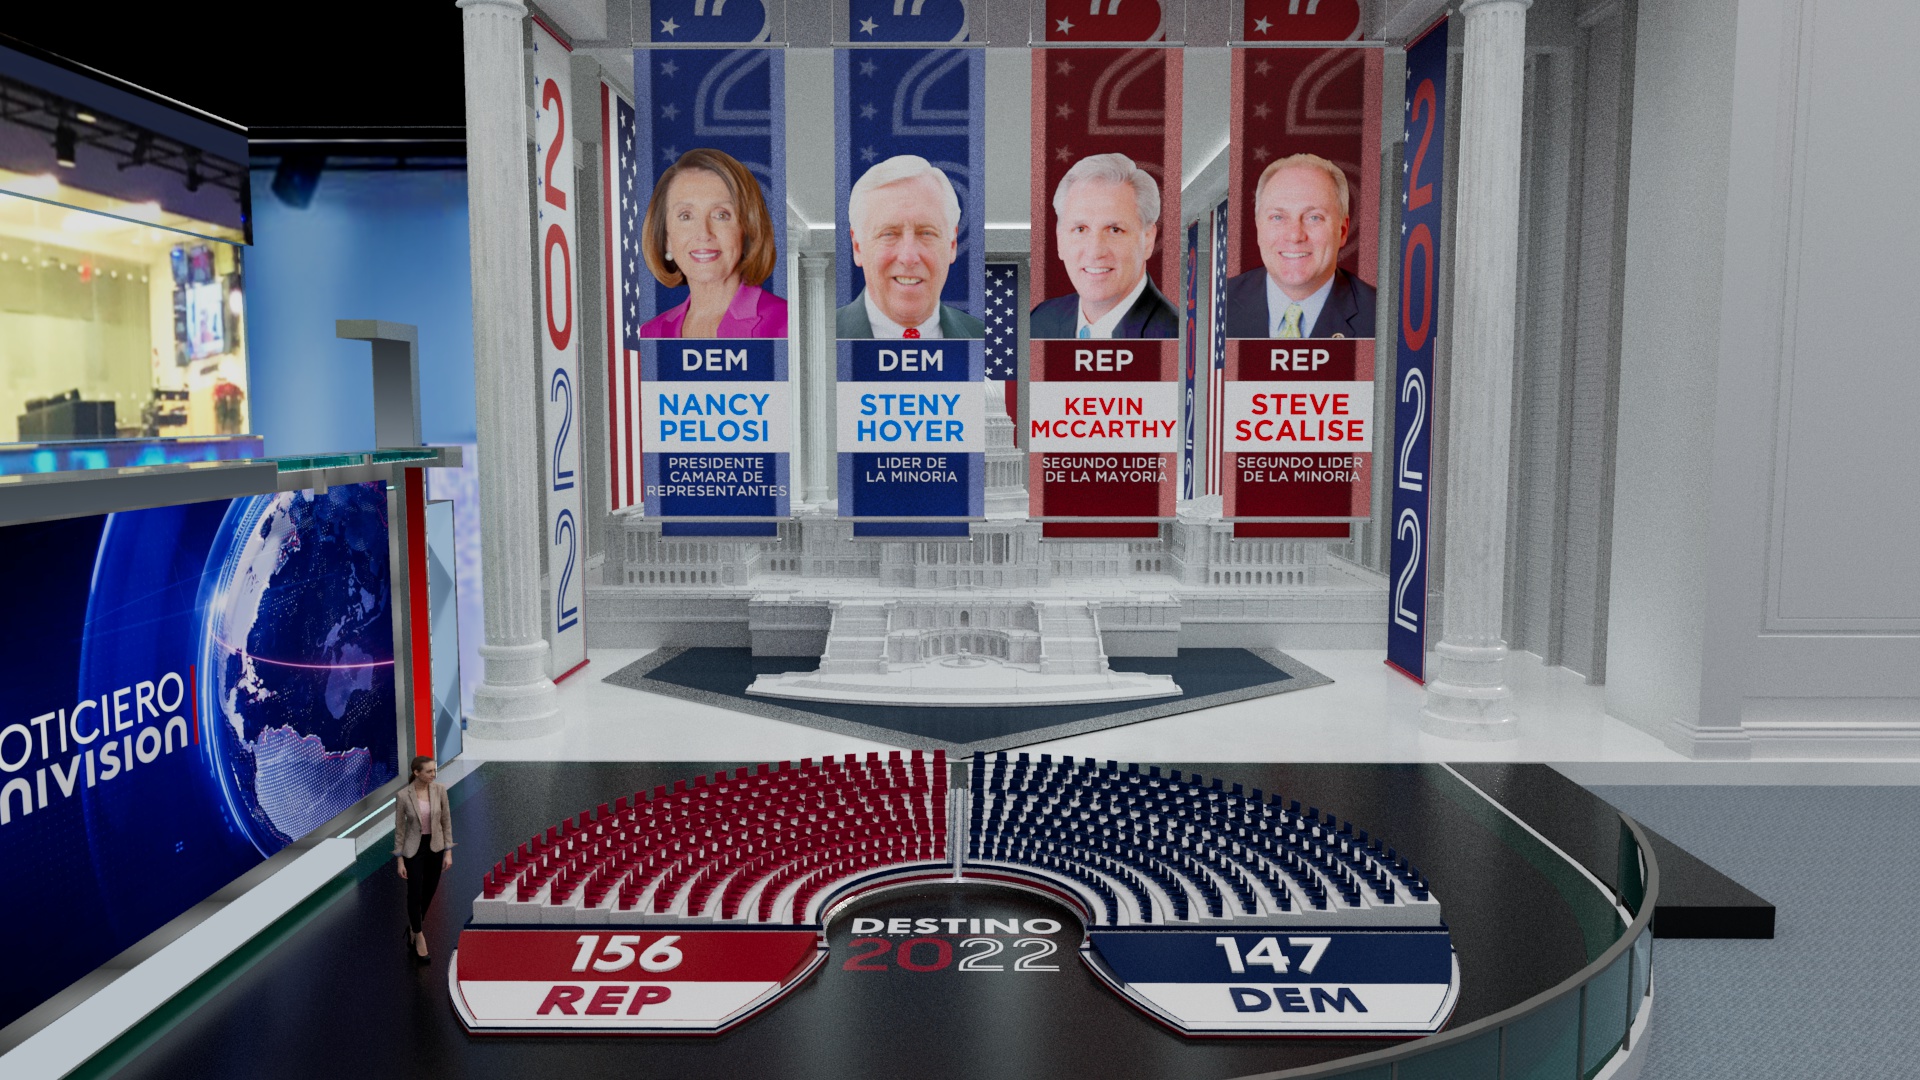 2022
DEM
NANCY
PELOSI
PRESIDENTE
CAMARA DE
REPRESENTANTES
DEM
STENY
HOYER
LIDER DE
LA MINORIA
REP
KEVIN
MCCARTHY
SEGUNDO LIDER
DE LA MAYORIA
REP
STEVE
SCALISE
SEGUNDO LIDER
DE LA MINORIA
2022
2022
OTICIERO
NIVISION
DESTINO
2022
156
REP
147
DEM